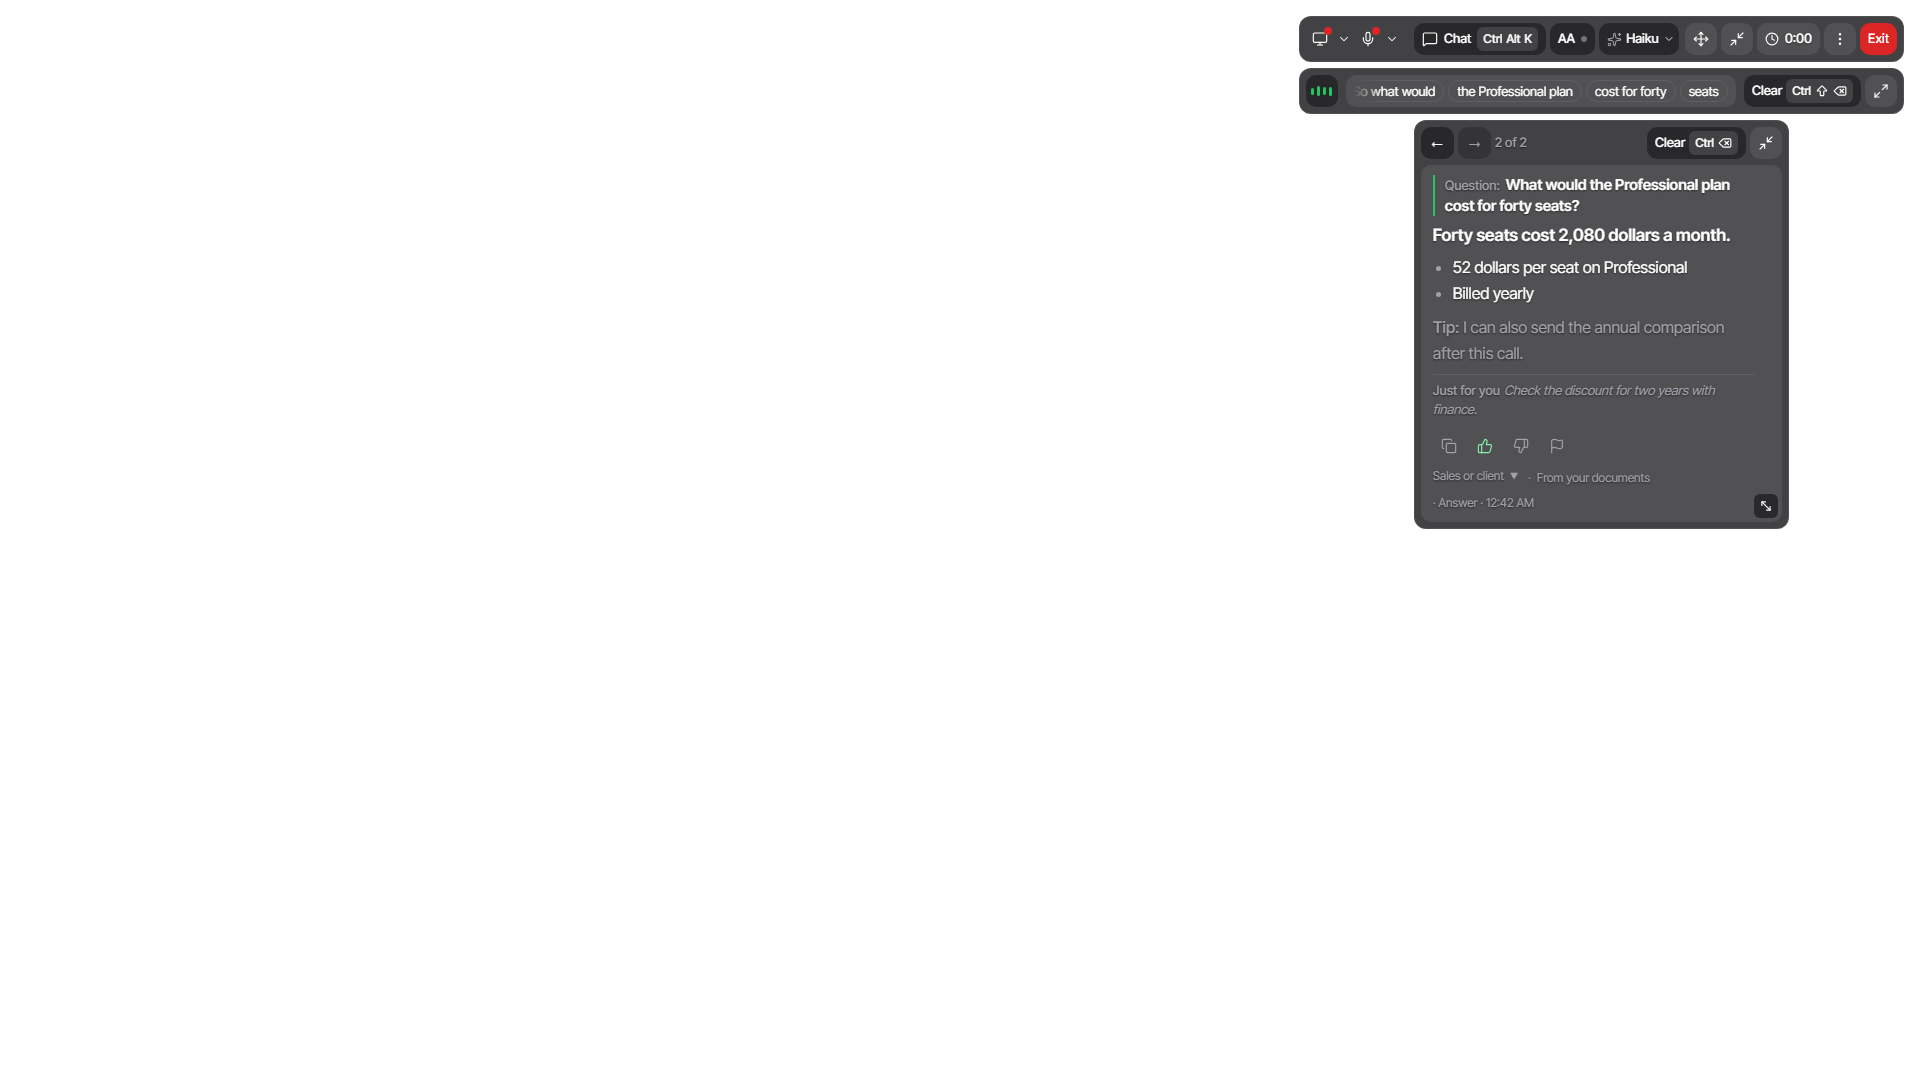 Chat Ctrl Alt K AA Haiku 0:00 Exit
So what would the Professional plan cost for forty seats Clear Ctrl
← → 2 of 2 Clear Ctrl
Question: What would the Professional plan
cost for forty seats?
Forty seats cost 2,080 dollars a month.
• 52 dollars per seat on Professional
• Billed yearly
Tip: I can also send the annual comparison
after this call.
Just for you Check the discount for two years with
finance.
Sales or client ▼ · From your documents
· Answer · 12:42 AM